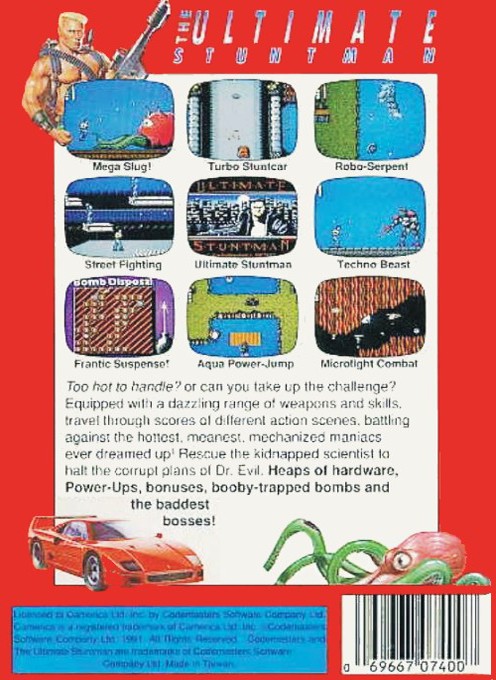 THE ULTIMATE
STUNTMAN
Mega Slug!
Turbo Stuntcar
Robo-Serpent
ULTIMATE
STUNTMAN
Street Fighting
Ultimate Stuntman
Techno Beast
Bomb Disposal
Frantic Suspense!
Aqua Power-Jump
Microflight Combat
Too hot to handle? or can you take up the challenge?
Equipped with a dazzling range of weapons and skills,
travel through scores of different action scenes, battling
against the hottest, meanest, mechanized maniacs
ever dreamed up! Rescue the kidnapped scientist to
halt the corrupt plans of Dr. Evil. Heaps of hardware,
Power-Ups, bonuses, booby-trapped bombs and
the baddest
bosses!
Licensed to Camerica Ltd. Inc. by Codemasters Software Company Ltd.
Camerica is a registered trademark of Camerica Ltd. Inc. Codemasters
Software Company Ltd. 1991. All Rights Reserved. Codemasters and
The Ultimate Stuntman are trademarks of Codemasters Software
Company Ltd. Made in Taiwan.
0 69667 07400